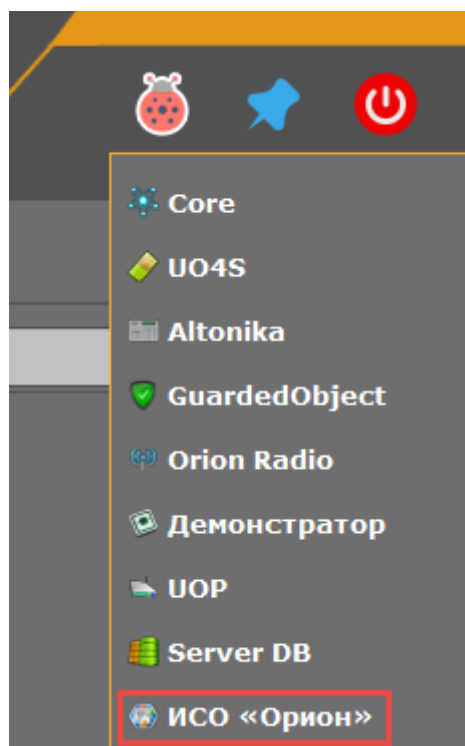 Core
UO4S
Altonika
GuardedObject
Orion Radio
Демонстратор
UOP
Server DB
ИСО «Орион»